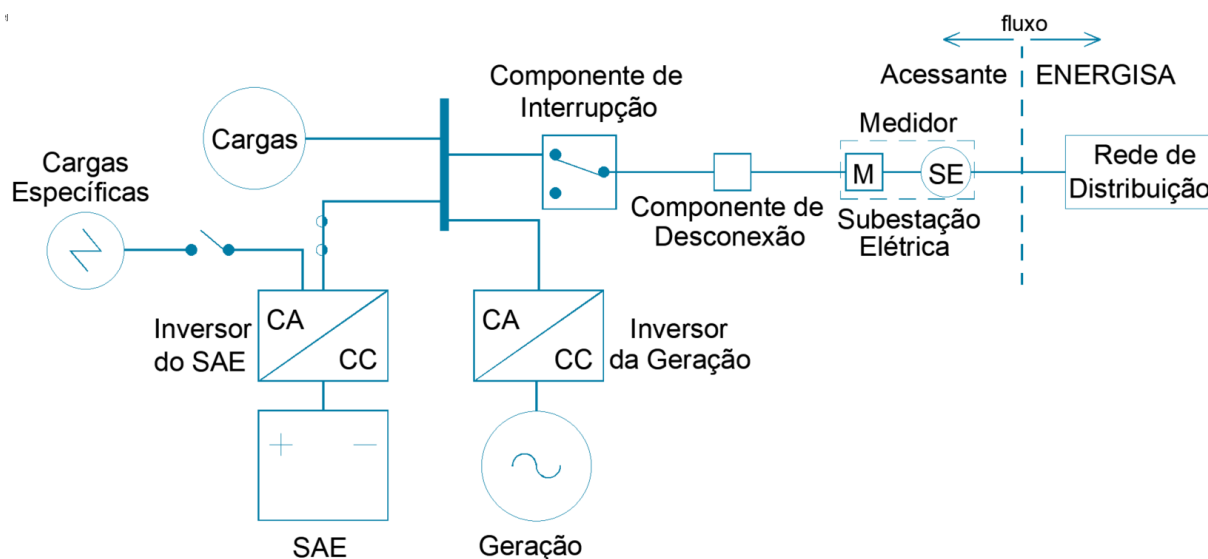 fluxo
Acessante
ENERGISA
Componente de
Interrupção
Medidor
Cargas
Cargas
Específicas
M
SE
Rede de
Distribuição
Componente de
Desconexão
Subestação
Elétrica
CA
CC
Inversor
do SAE
CA
CC
Inversor
da Geração
+ −
SAE
Geração